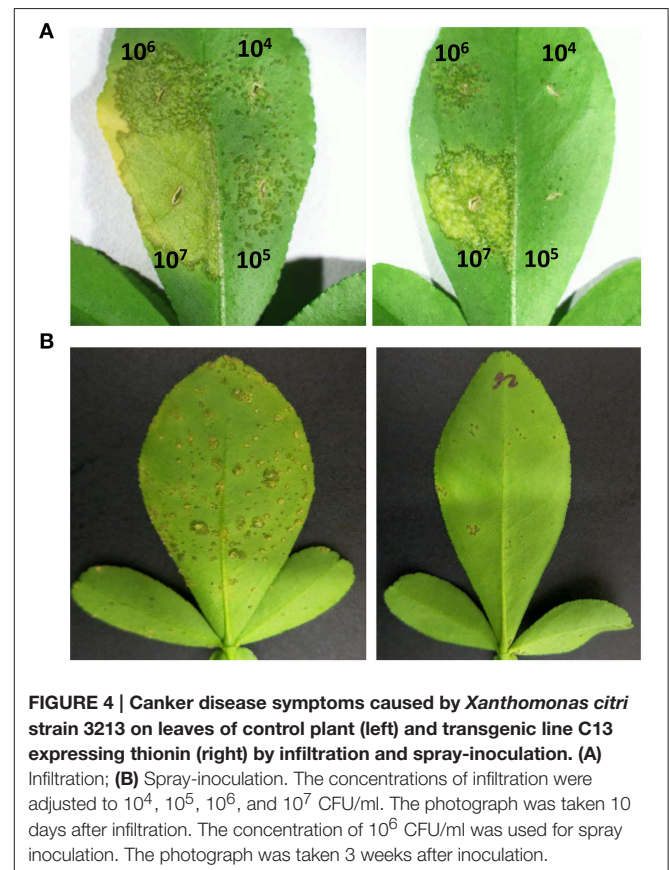 A
10⁶ 10⁴ 10⁶ 10⁴
10⁷ 10⁵ 10⁷ 10⁵
B
FIGURE 4 | Canker disease symptoms caused by Xanthomonas citri
strain 3213 on leaves of control plant (left) and transgenic line C13
expressing thionin (right) by infiltration and spray-inoculation. (A)
Infiltration; (B) Spray-inoculation. The concentrations of infiltration were
adjusted to 10⁴, 10⁵, 10⁶, and 10⁷ CFU/ml. The photograph was taken 10
days after infiltration. The concentration of 10⁶ CFU/ml was used for spray
inoculation. The photograph was taken 3 weeks after inoculation.